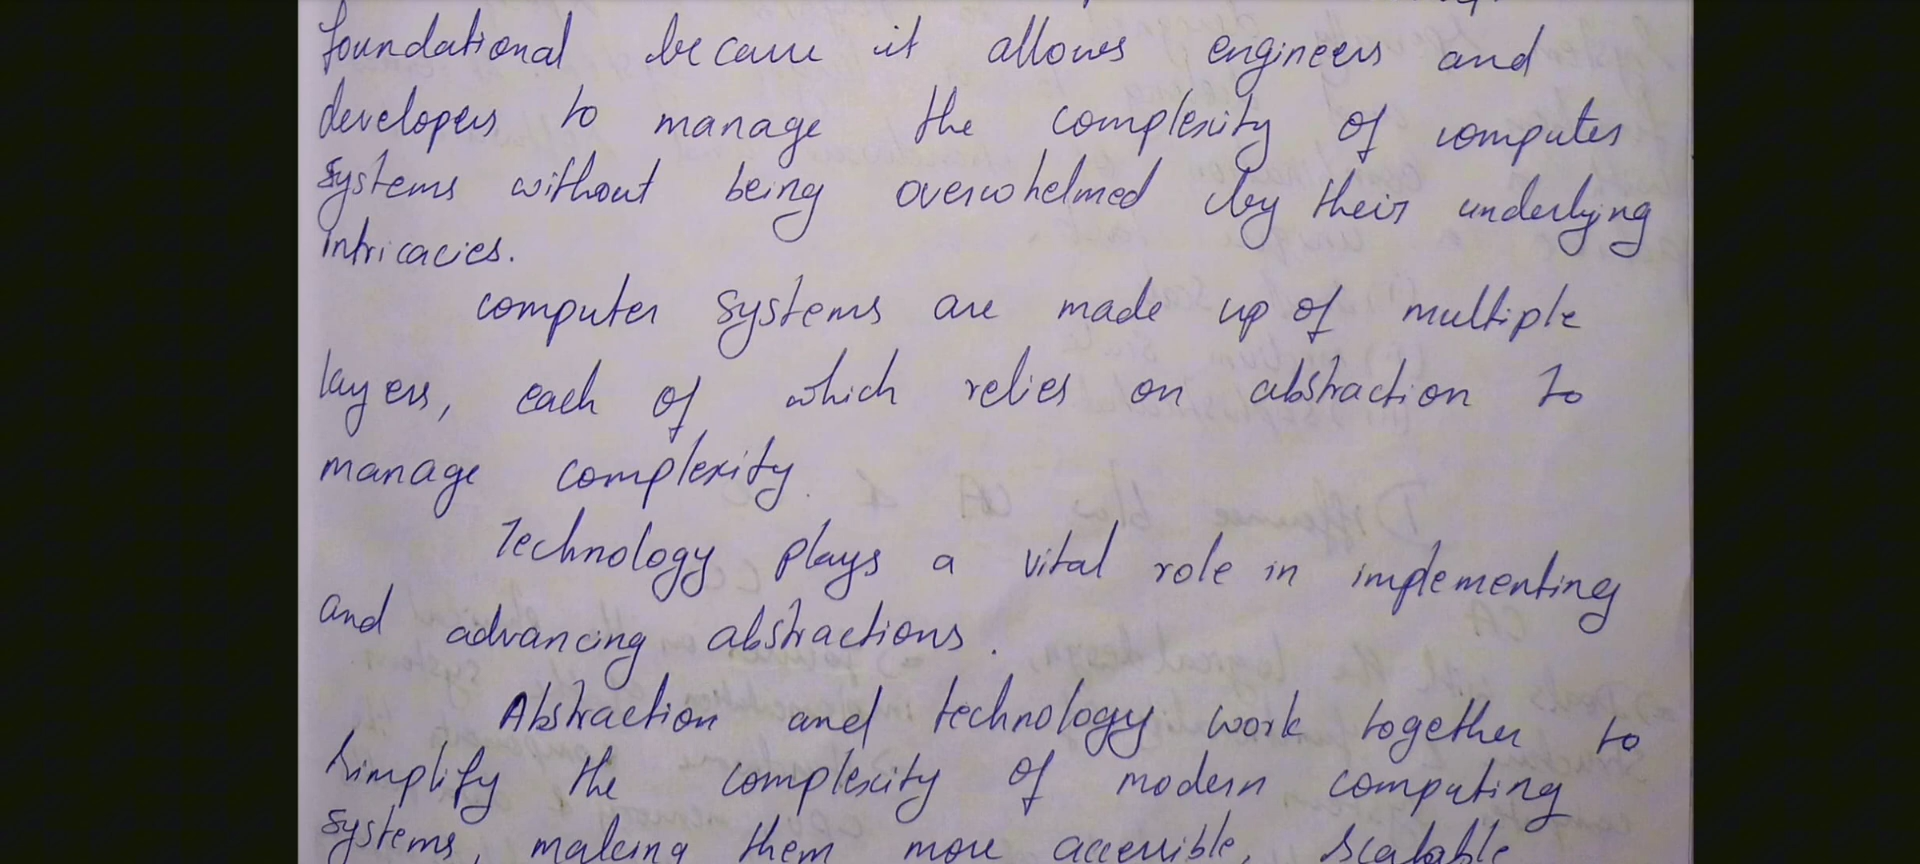 foundational because it allows engineers and
developers to manage the complexity of computer
systems without being overwhelmed by their underlying
intricacies.
computer systems are made up of multiple
layers, each of which relies on abstraction to
manage complexity.
Technology plays a vital role in implementing
and advancing abstractions.
Abstraction and technology work together to
simplify the complexity of modern computing
systems, making them more accessible, scalable